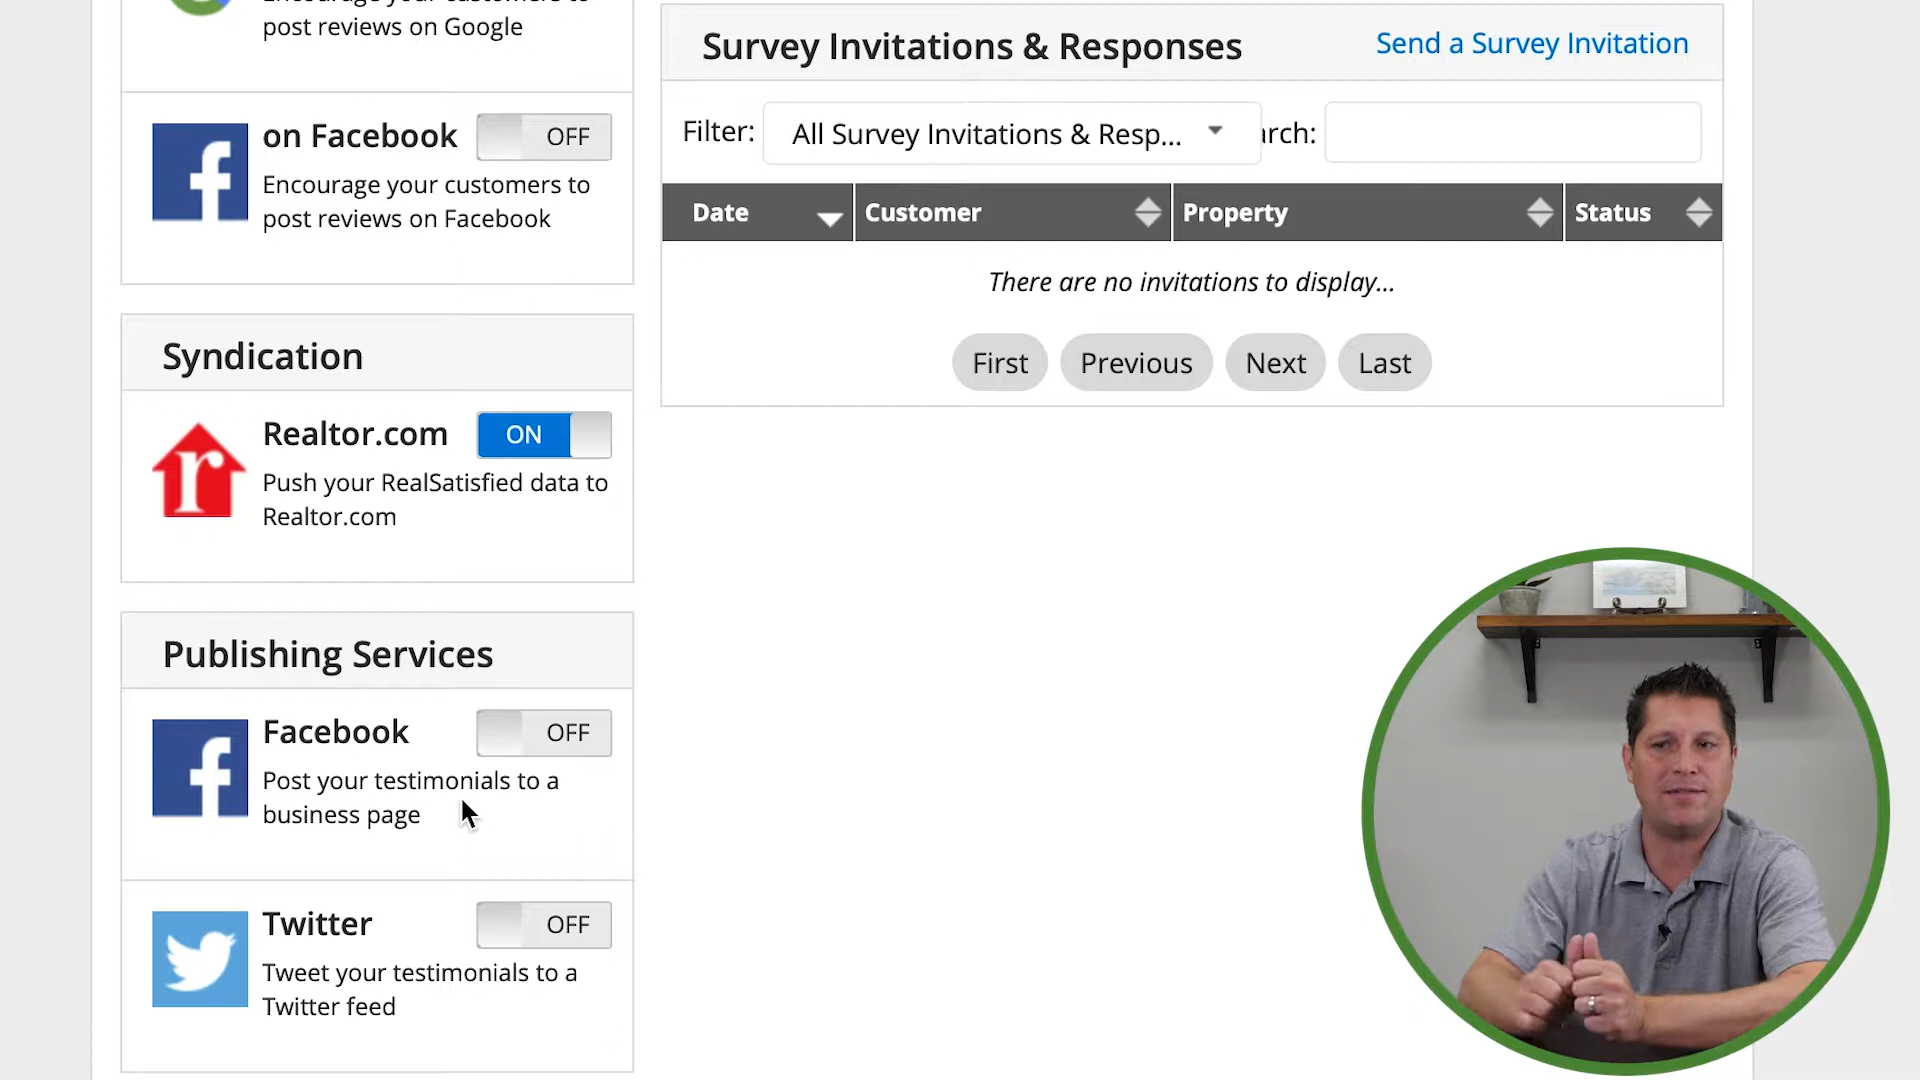 post reviews on Google
on Facebook
OFF
Encourage your customers to
post reviews on Facebook
Syndication
Realtor.com
ON
Push your RealSatisfied data to
Realtor.com
Publishing Services
Facebook
OFF
Post your testimonials to a
business page
Twitter
OFF
Tweet your testimonials to a
Twitter feed
Survey Invitations & Responses
Send a Survey Invitation
Filter:
All Survey Invitations & Resp...
arch:
Date
Customer
Property
Status
There are no invitations to display...
First
Previous
Next
Last